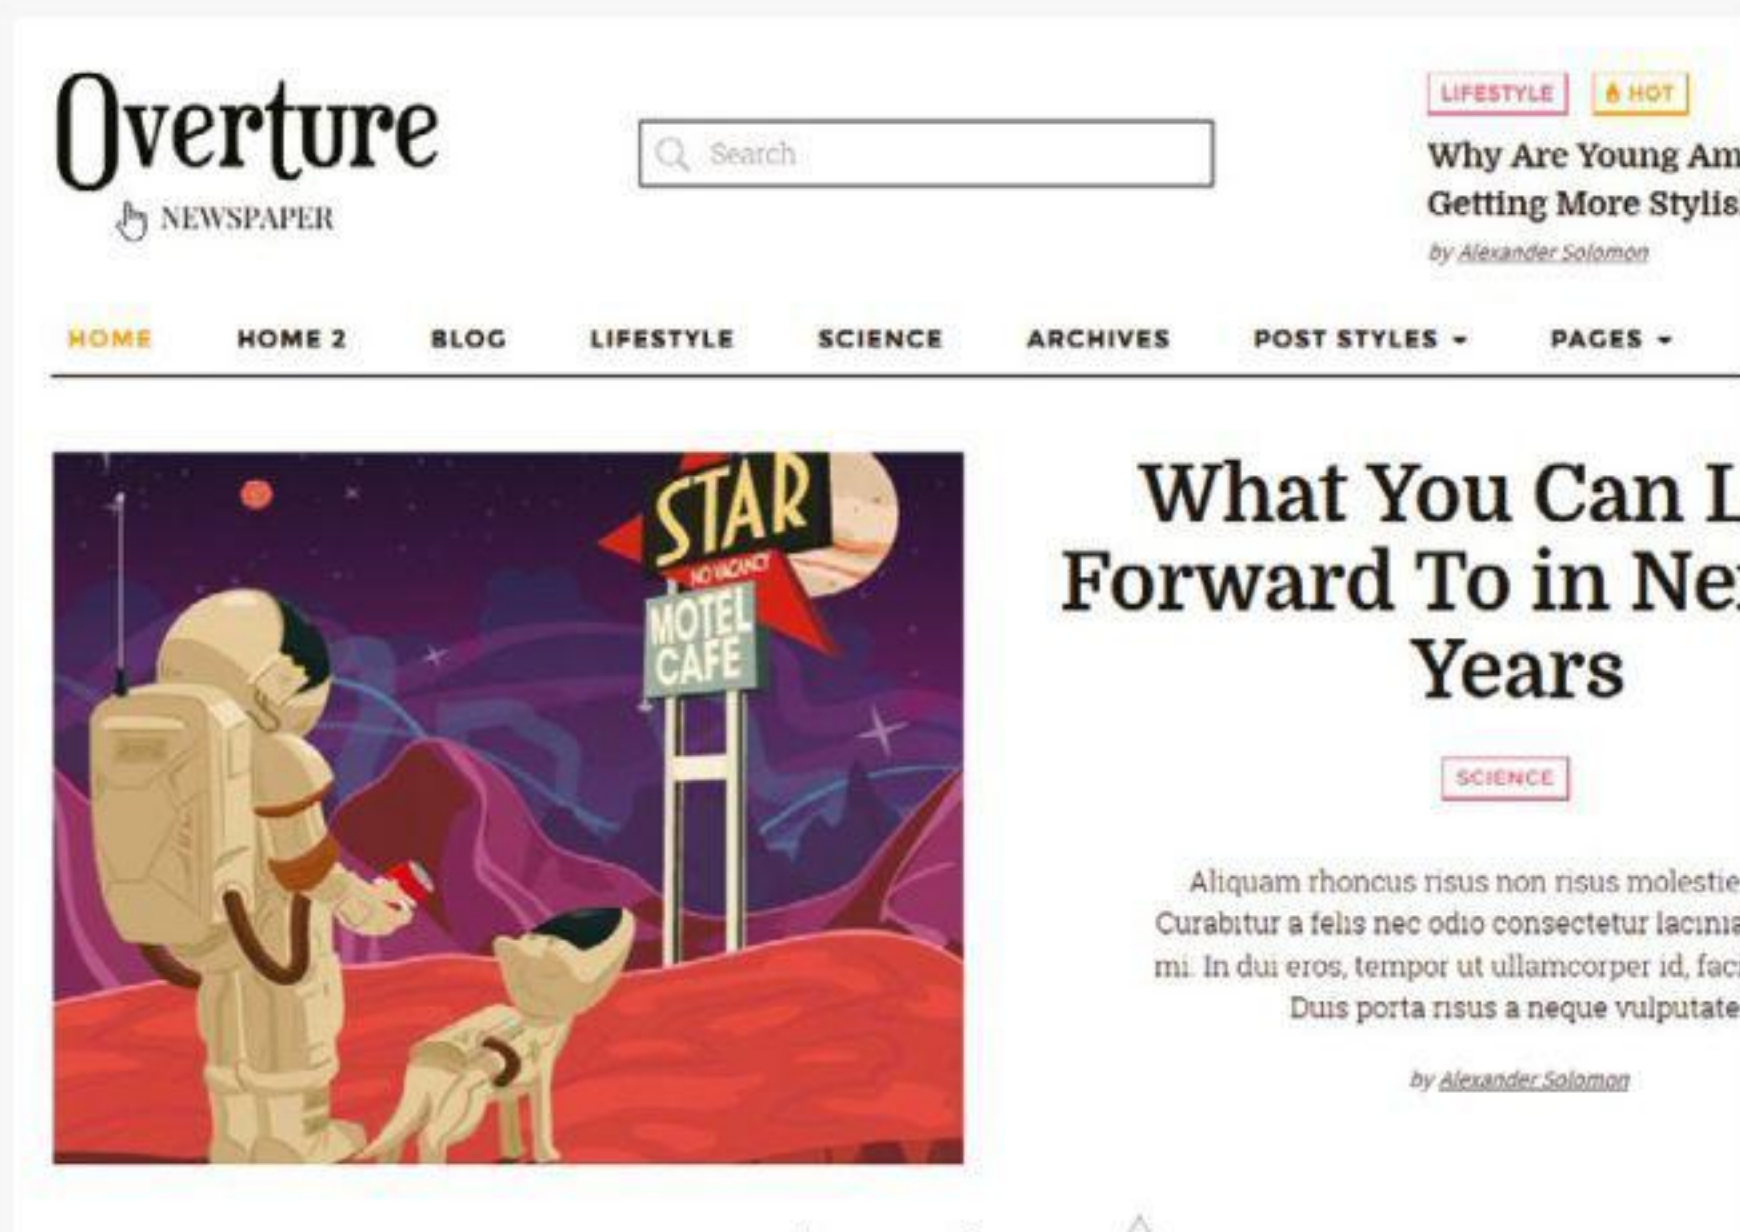 Overture
NEWSPAPER
Search
LIFESTYLE HOT
Why Are Young Am
Getting More Stylis
by Alexander Solomon
HOME HOME 2 BLOG LIFESTYLE SCIENCE ARCHIVES POST STYLES PAGES
STAR
NO VACANCY
MOTEL
CAFE
What You Can L
Forward To in Ne
Years
SCIENCE
Aliquam rhoncus risus non risus molestie
Curabitur a felis nec odio consectetur lacinia
mi. In dui eros, tempor ut ullamcorper id, faci
Duis porta risus a neque vulputate
by Alexander Solomon